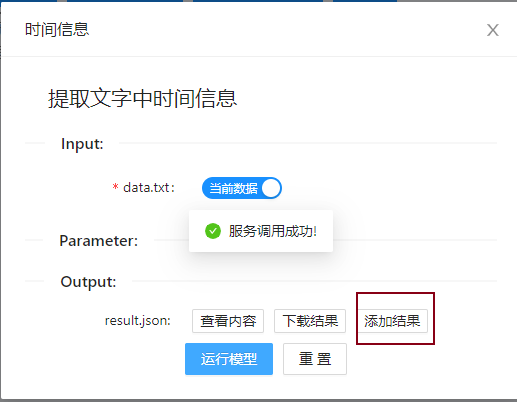 时间信息
提取文字中时间信息
Input:
* data.txt: 当前数据
服务调用成功!
Parameter:
Output:
result.json: 查看内容 下载结果 添加结果
运行模型 重 置